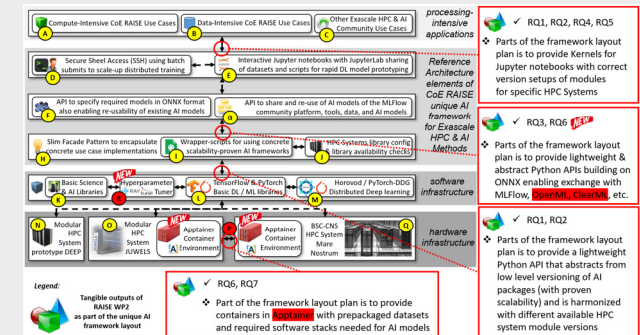 Compute-Intensive CoE RAISE Use Cases
A
Data-Intensive CoE RAISE Use Cases
B
Other Exascale HPC & AI
Community Use Cases
C
processing-
intensive
applications
Secure Sheel Access (SSH) using batch
submits to scale-up distributed training
D
Interactive Jupyter notebooks with JupyterLab sharing
of datasets and scripts for rapid DL model prototyping
E
Reference
Architecture
elements of
CoE RAISE
unique AI
framework
for Exascale
HPC & AI
Methods
API to specify required models in ONNX format
also enabling re-usability of existing AI models
F
API to share and re-use of AI models of the MLFlow
community platform, tools, data, and AI models
G
Slim Facade Pattern to encapsulate
concrete use case implementations
H
Wrapper-scripts for using concrete
scalability-proven AI frameworks
I
HPC Systems library config
& library availability checks
J
Basic Science
& AI Libraries
K
NEW
Hyperparameter
RAY tune Tuner
R
TensorFlow & PyTorch
Basic DL / ML libraries
L
Horovod / PyTorch-DDG
Distributed Deep learning
M
software
infrastructure
N
Modular
HPC
System
prototype DEEP
O
Modular
HPC
System
JUWELS
NEW
Apptainer
Container
Environment
P
NEW
Apptainer
Container
Environment
BSC-CNS
HPC System
Mare
Nostrum
Q
hardware
infrastructure
Legend:
Tangible outputs of
RAISE WP2
as part of the unique AI
framework layout
✓ RQ6, RQ7
❖ Part of the framework layout plan is to provide
containers in Apptainer with prepackaged datasets
and required software stacks needed for AI models
✓ RQ1, RQ2, RQ4, RQ5
❖ Parts of the framework layout
plan is to provide Kernels for
Jupyter notebooks with correct
version setups of modules
for specific HPC Systems
✓ RQ3, RQ6 NEW
❖ Parts of the framework layout
plan is to provide lightweight &
abstract Python APIs building on
ONNX enabling exchange with
MLFlow, OpenML, ClearML, etc.
✓ RQ1, RQ2
❖ Parts of the framework layout
plan is to provide a lightweight
Python API that abstracts from
low level versioning of AI
packages (with proven
scalability) and is harmonized
with different available HPC
system module versions